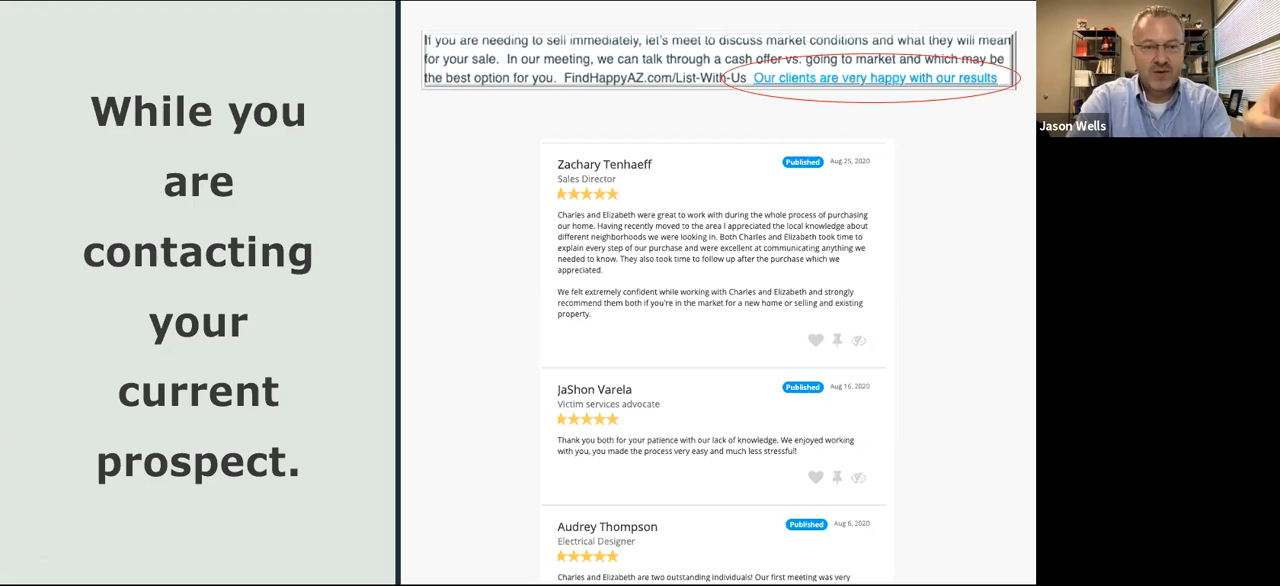 While you
are
contacting
your
current
prospect.
If you are needing to sell immediately, let's meet to discuss market conditions and what they will mean
for your sale. In our meeting, we can talk through a cash offer vs. going to market and which may be
the best option for you. FindHappyAZ.com/List-With-Us Our clients are very happy with our results
Zachary Tenhaeff
Published Aug 25, 2020
Sales Director
Charles and Elizabeth were great to work with during the whole process of purchasing
our home. Having recently moved to the area I appreciated the local knowledge about
different neighborhoods we were looking in. Both Charles and Elizabeth took time to
explain every step of our purchase and were excellent at communicating anything we
needed to know. They also took time to follow up after the purchase which we
appreciated.
We felt extremely confident while working with Charles and Elizabeth and strongly
recommend them both if you're in the market for a new home or selling and existing
property.
JaShon Varela
Published Aug 16, 2020
Victim services advocate
Thank you both for your patience with our lack of knowledge. We enjoyed working
with you, you made the process very easy and much less stressful!
Audrey Thompson
Published Aug 6, 2020
Electrical Designer
Charles and Elizabeth are two outstanding individuals! Our first meeting was very
Jason Wells